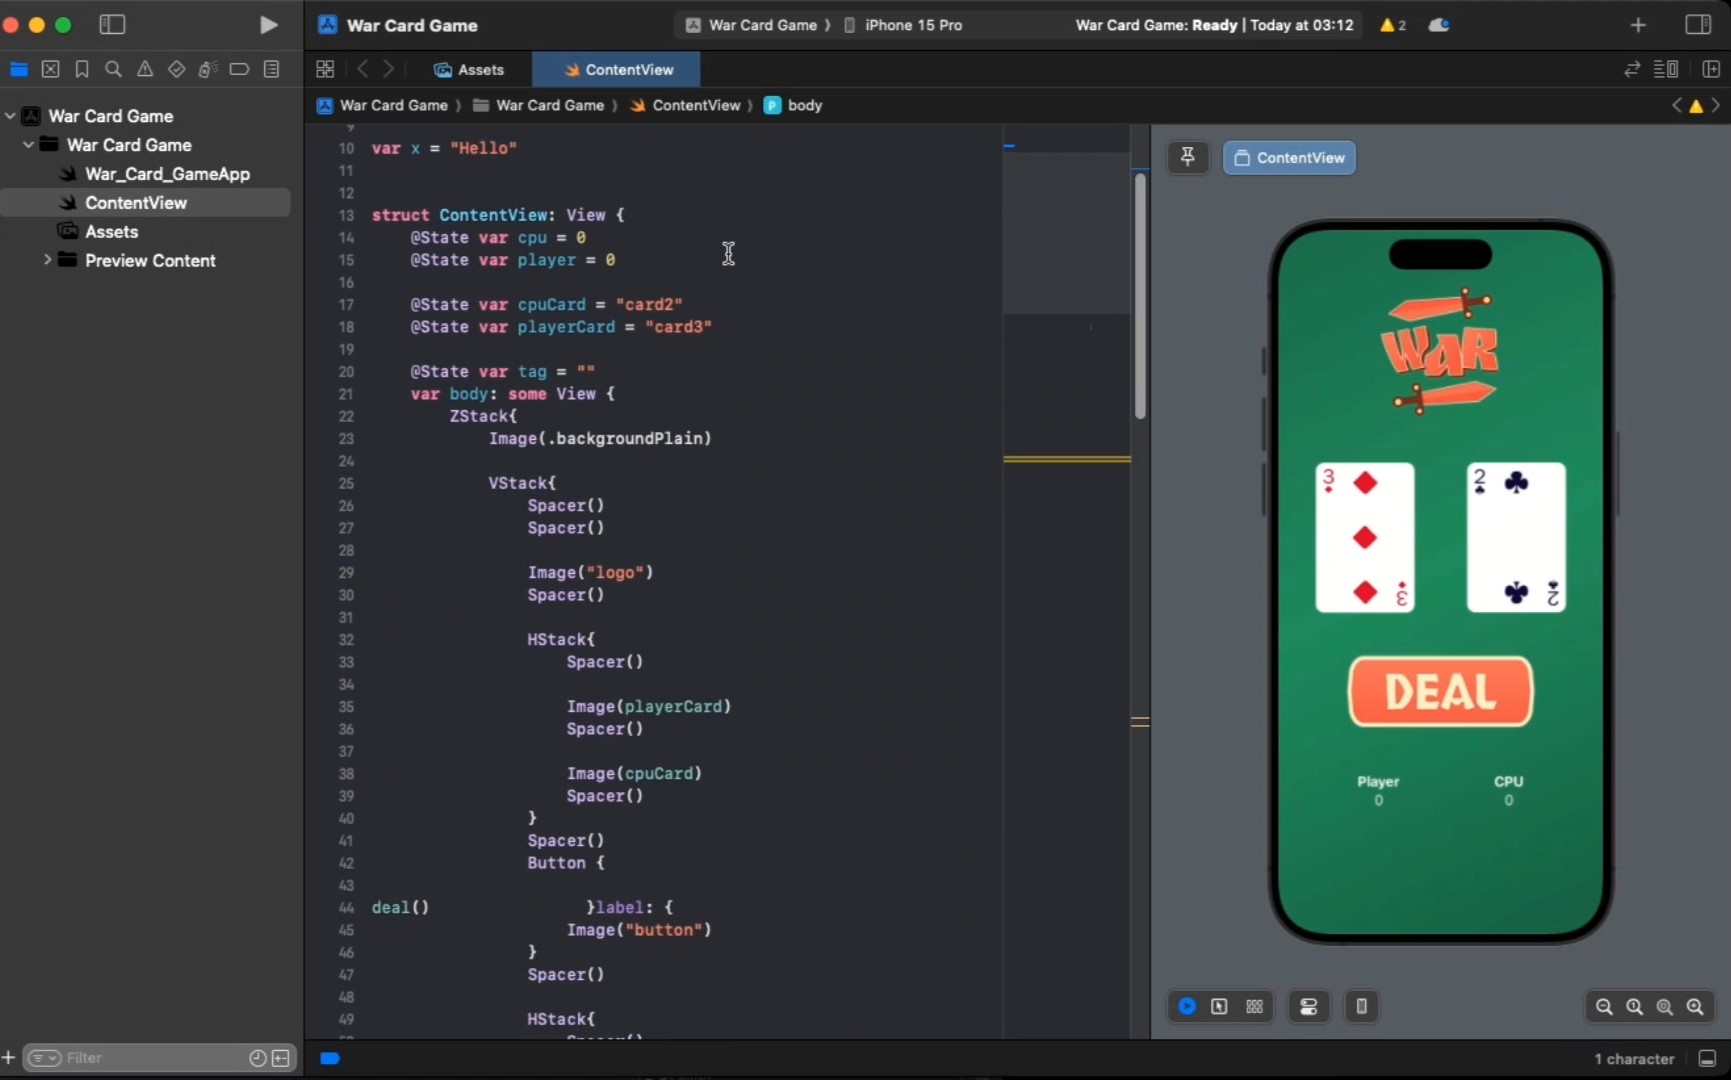 War Card Game
War Card Game 〉 iPhone 15 Pro
War Card Game: Ready | Today at 03:12
2
Assets
ContentView
War Card Game 〉 War Card Game 〉 ContentView 〉 P body
War Card Game
War Card Game
War_Card_GameApp
ContentView
Assets
Preview Content
9
10 var x = "Hello"
11
12
13 struct ContentView: View {
14 @State var cpu = 0
15 @State var player = 0
16
17 @State var cpuCard = "card2"
18 @State var playerCard = "card3"
19
20 @State var tag = ""
21 var body: some View {
22 ZStack{
23 Image(.backgroundPlain)
24
25 VStack{
26 Spacer()
27 Spacer()
28
29 Image("logo")
30 Spacer()
31
32 HStack{
33 Spacer()
34
35 Image(playerCard)
36 Spacer()
37
38 Image(cpuCard)
39 Spacer()
40 }
41 Spacer()
42 Button {
43
44 deal() }label: {
45 Image("button")
46 }
47 Spacer()
48
49 HStack{
ContentView
WAR
3
3
2
2
DEAL
Player
0
CPU
0
Filter
1 character